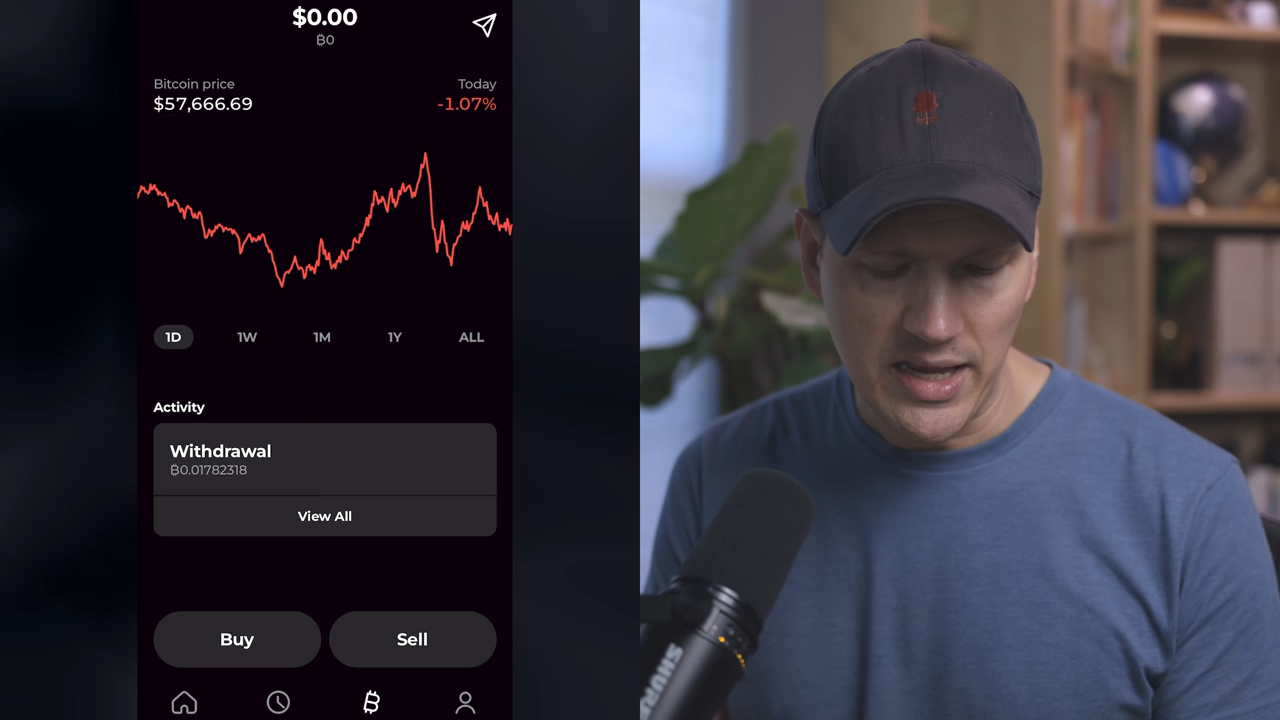 $0.00
₿0
Bitcoin price
Today
$57,666.69
-1.07%
1D 1W 1M 1Y ALL
Activity
Withdrawal
₿0.01782318
View All
Buy
Sell
SHURE